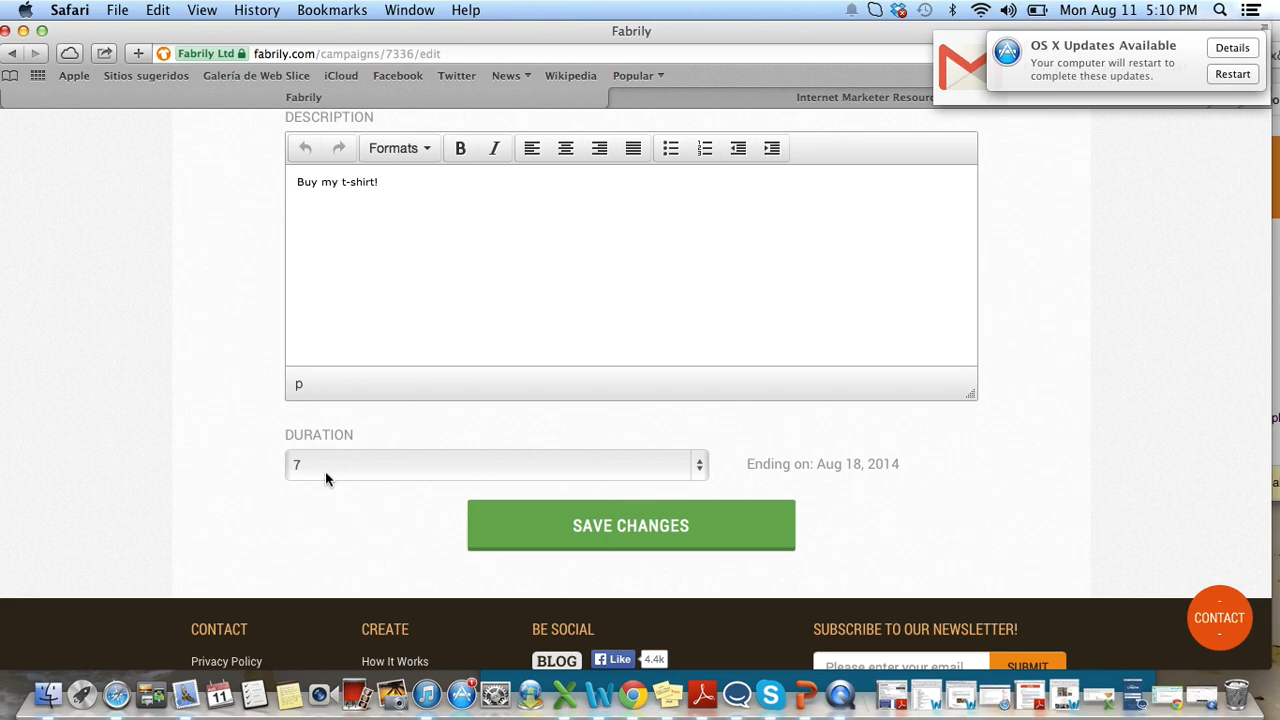 Safari File Edit View History Bookmarks Window Help Mon Aug 11 5:10 PM
Fabrily
Fabrily Ltd fabrily.com/campaigns/7336/edit
OS X Updates Available
Your computer will restart to
complete these updates.
Details
Restart
Apple Sitios sugeridos Galería de Web Slice iCloud Facebook Twitter News Wikipedia Popular
Fabrily Internet Marketer Resour
DESCRIPTION
Formats B I
Buy my t-shirt!
p
DURATION
7 Ending on: Aug 18, 2014
SAVE CHANGES
CONTACT
CONTACT CREATE BE SOCIAL SUBSCRIBE TO OUR NEWSLETTER!
Privacy Policy How It Works BLOG Like 4.4k Please enter your email SUBMIT